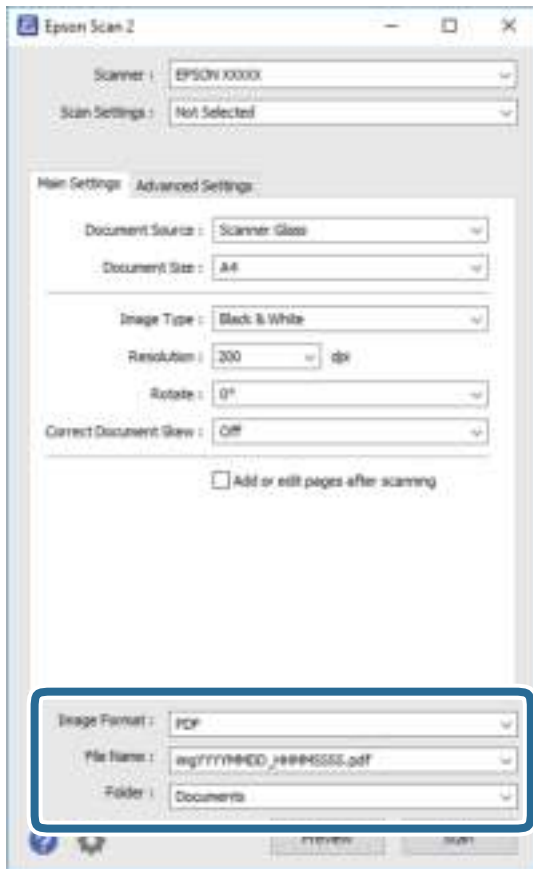 Epson Scan 2
Scanner : EPSON XXXXX
Scan Settings : Not Selected
Main Settings Advanced Settings
Document Source : Scanner Glass
Document Size : A4
Image Type : Black & White
Resolution : 200 dpi
Rotate : 0°
Correct Document Skew : Off
Add or edit pages after scanning
Image Format : PDF
File Name : imgYYYYMMDD_HHMMSSSS.pdf
Folder : Documents
Preview Scan